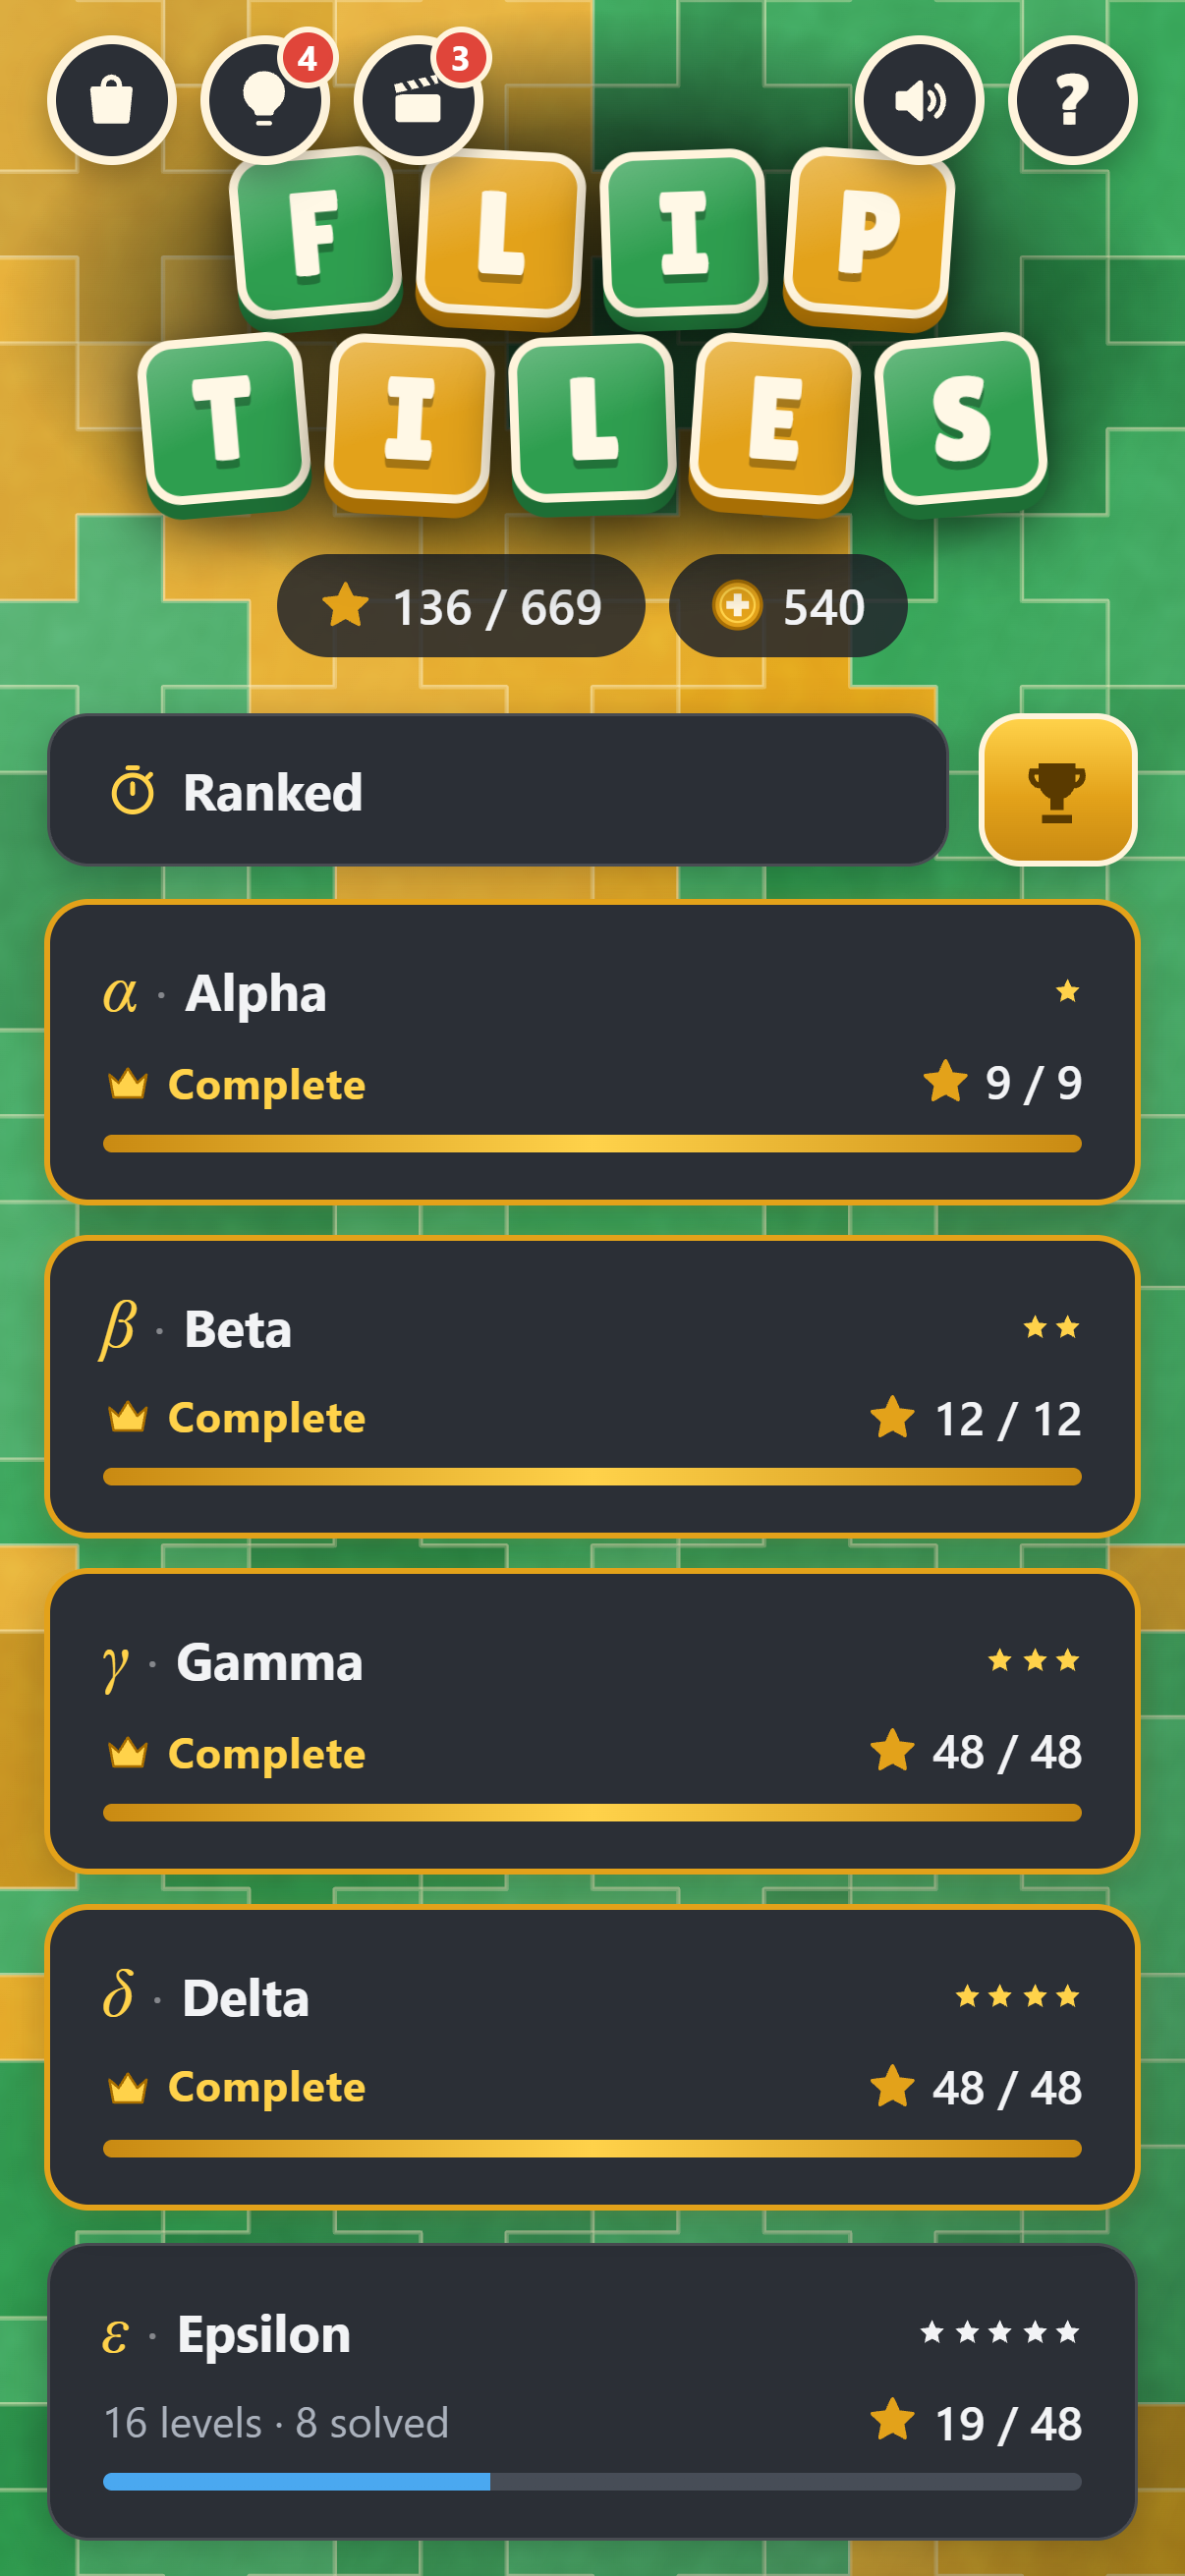 4 3 ?
FLIP
TILES
136 / 669 540
Ranked
α · Alpha
Complete 9 / 9
β · Beta
Complete 12 / 12
γ · Gamma
Complete 48 / 48
δ · Delta
Complete 48 / 48
ε · Epsilon
16 levels · 8 solved 19 / 48